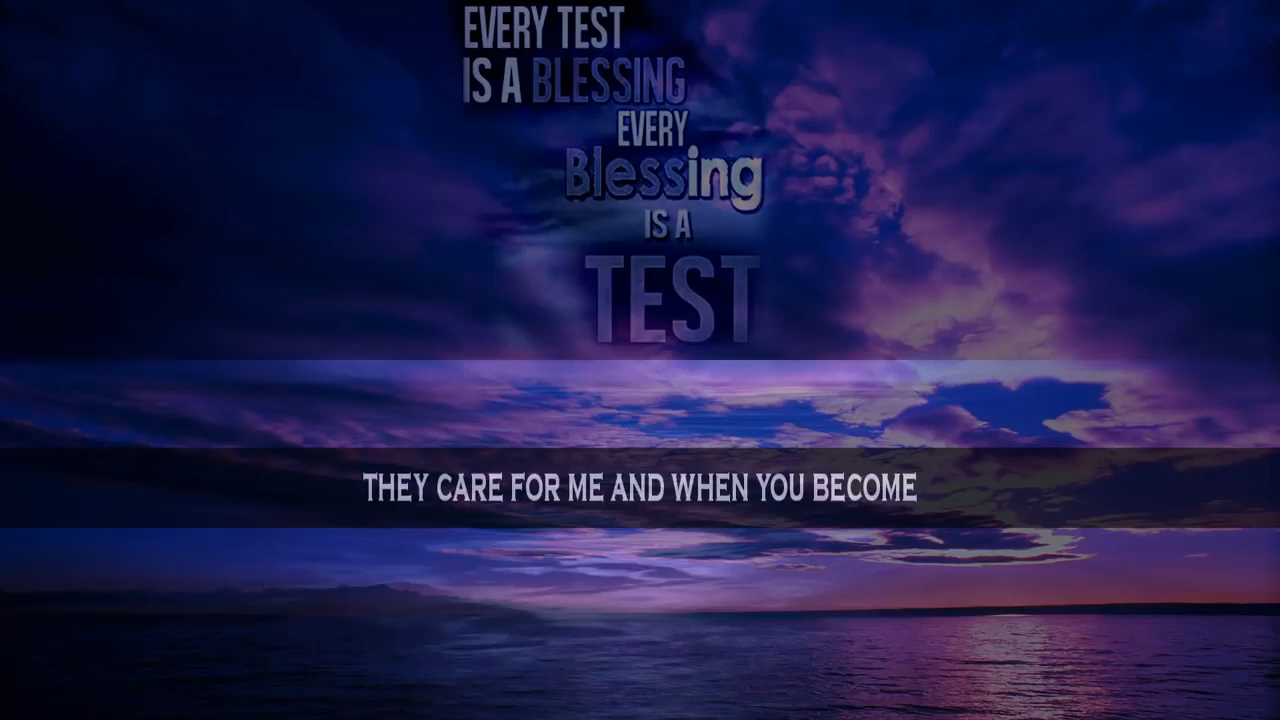 EVERY TEST
IS A BLESSING
EVERY
Blessing
IS A
TEST
THEY CARE FOR ME AND WHEN YOU BECOME